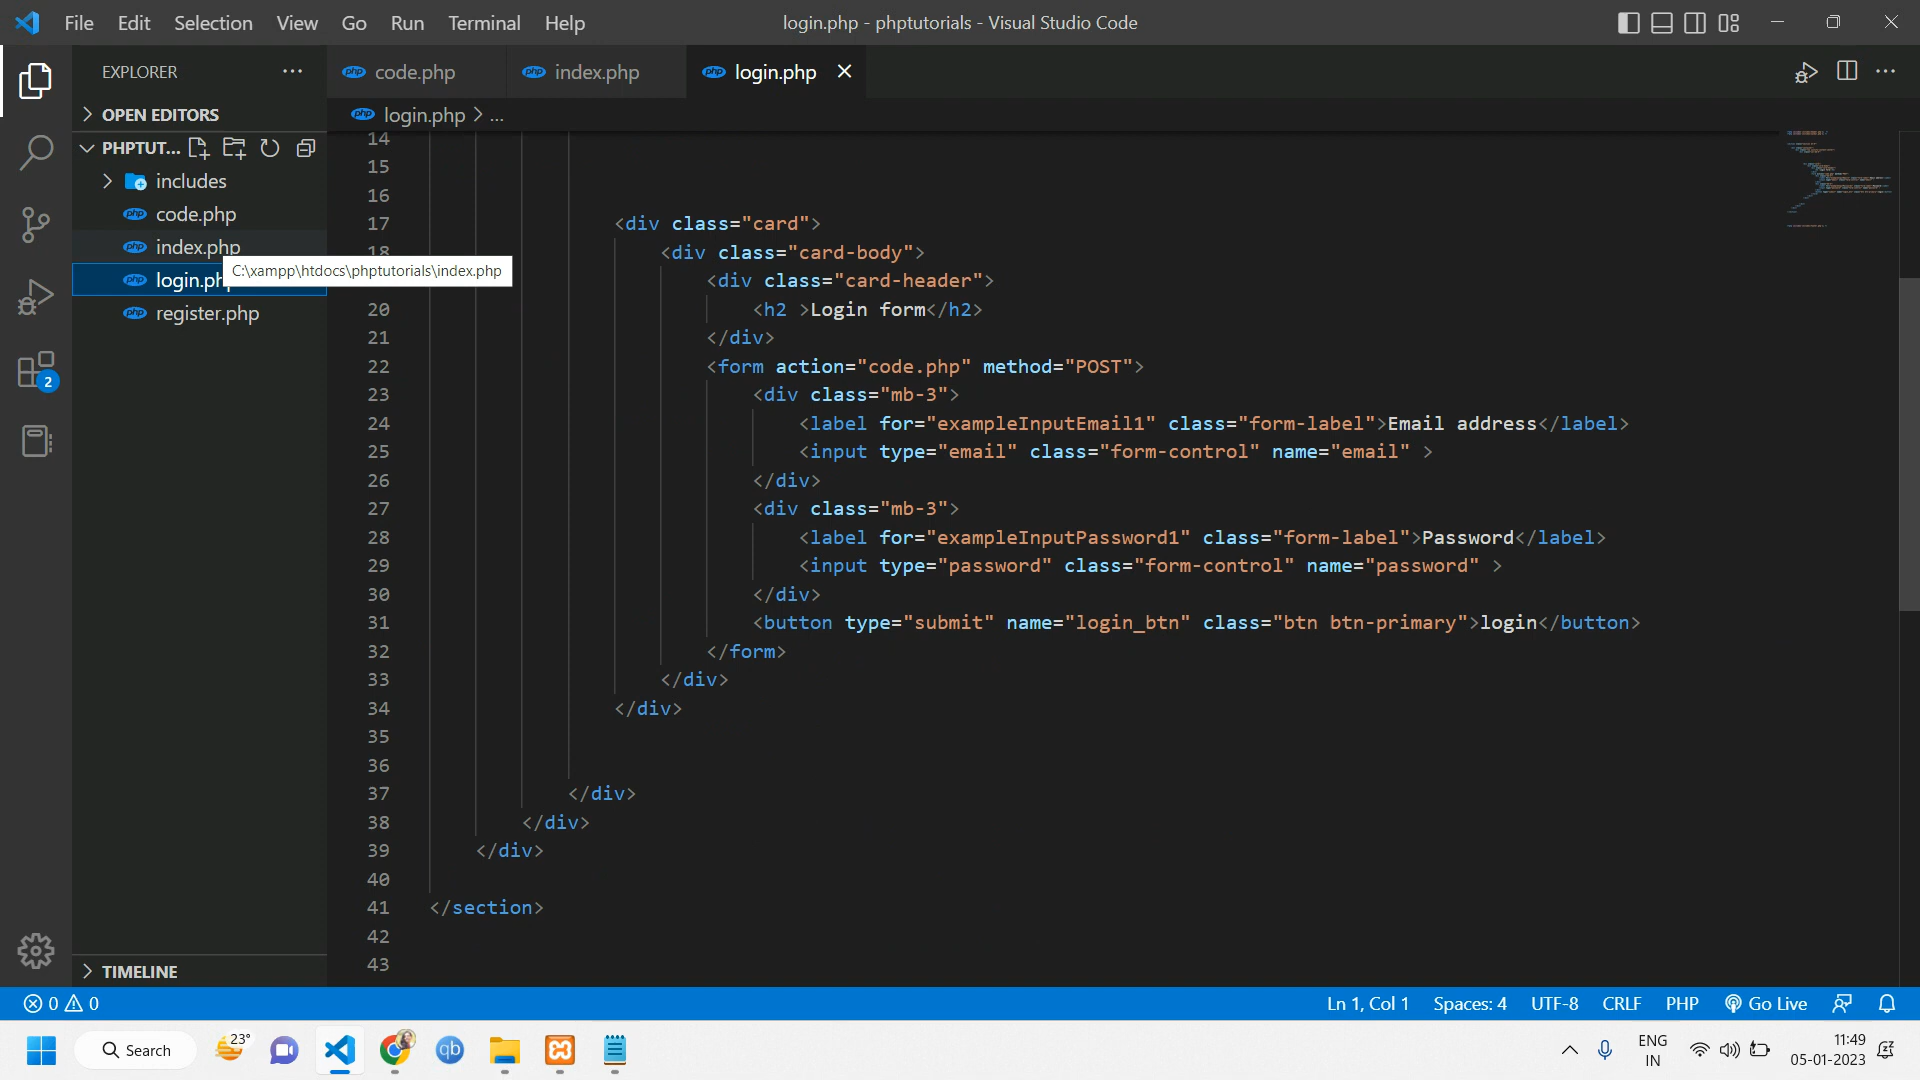 File Edit Selection View Go Run Terminal Help
login.php - phptutorials - Visual Studio Code
EXPLORER
OPEN EDITORS
PHPTUT...
includes
code.php
index.php
login.ph
C:\xampp\htdocs\phptutorials\index.php
register.php
TIMELINE
2
code.php index.php login.php
login.php > ...
14
15
16
17 <div class="card">
18 <div class="card-body">
<div class="card-header">
20 <h2 >Login form</h2>
21 </div>
22 <form action="code.php" method="POST">
23 <div class="mb-3">
24 <label for="exampleInputEmail1" class="form-label">Email address</label>
25 <input type="email" class="form-control" name="email" >
26 </div>
27 <div class="mb-3">
28 <label for="exampleInputPassword1" class="form-label">Password</label>
29 <input type="password" class="form-control" name="password" >
30 </div>
31 <button type="submit" name="login_btn" class="btn btn-primary">login</button>
32 </form>
33 </div>
34 </div>
35
36
37 </div>
38 </div>
39 </div>
40
41 </section>
42
43
0 0 Ln 1, Col 1 Spaces: 4 UTF-8 CRLF PHP Go Live
Search 23° qb ENG IN 11:49
05-01-2023